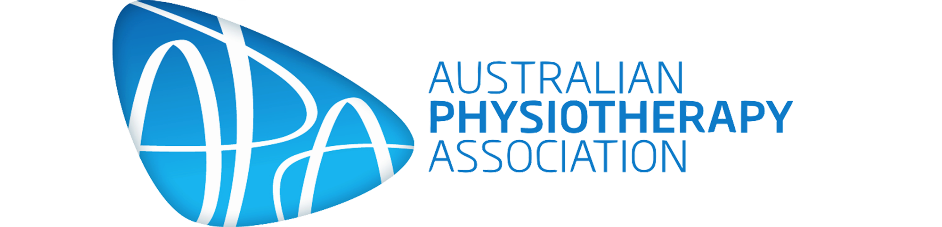 APA
AUSTRALIAN
PHYSIOTHERAPY
ASSOCIATION